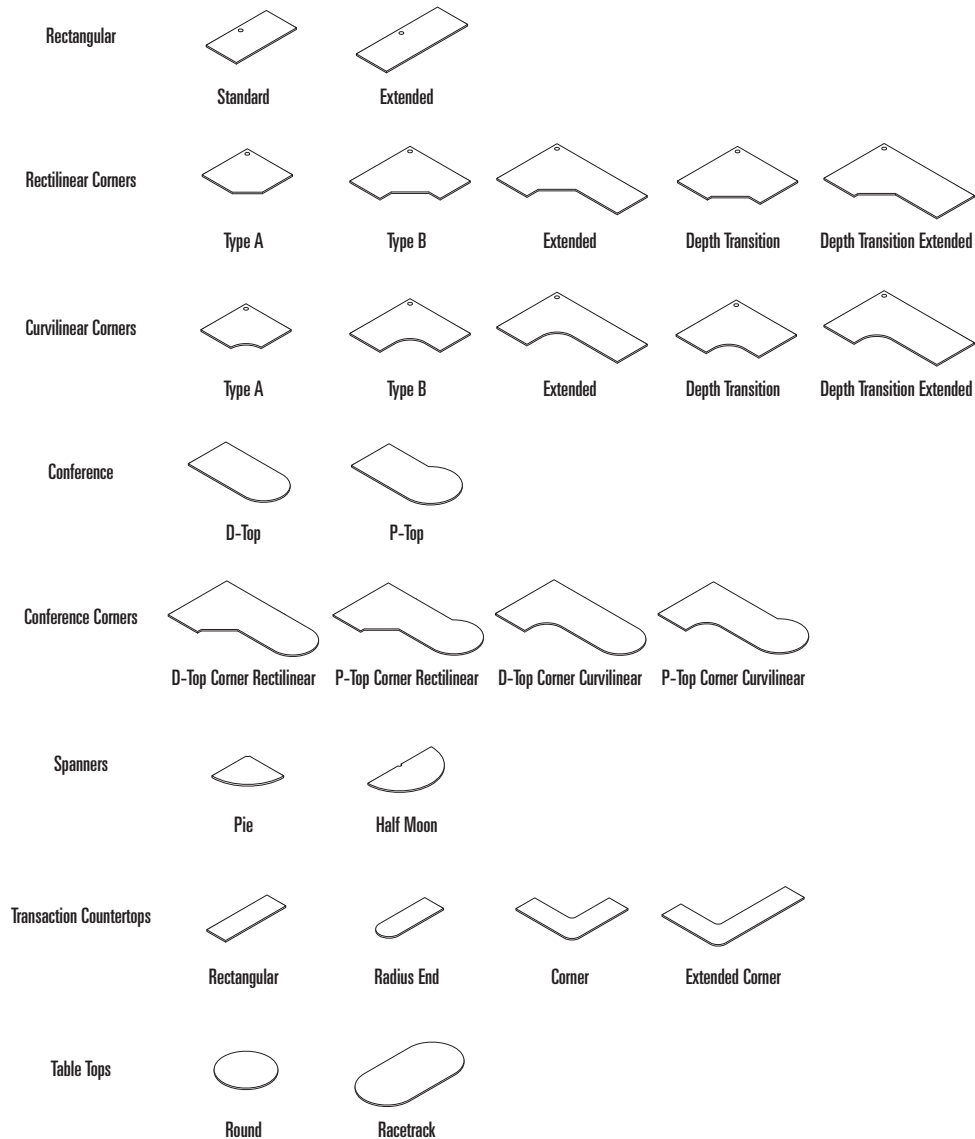 Rectangular
Standard Extended
Rectilinear Corners
Type A Type B Extended Depth Transition Depth Transition Extended
Curvilinear Corners
Type A Type B Extended Depth Transition Depth Transition Extended
Conference
D-Top P-Top
Conference Corners
D-Top Corner Rectilinear P-Top Corner Rectilinear D-Top Corner Curvilinear P-Top Corner Curvilinear
Spanners
Pie Half Moon
Transaction Countertops
Rectangular Radius End Corner Extended Corner
Table Tops
Round Racetrack